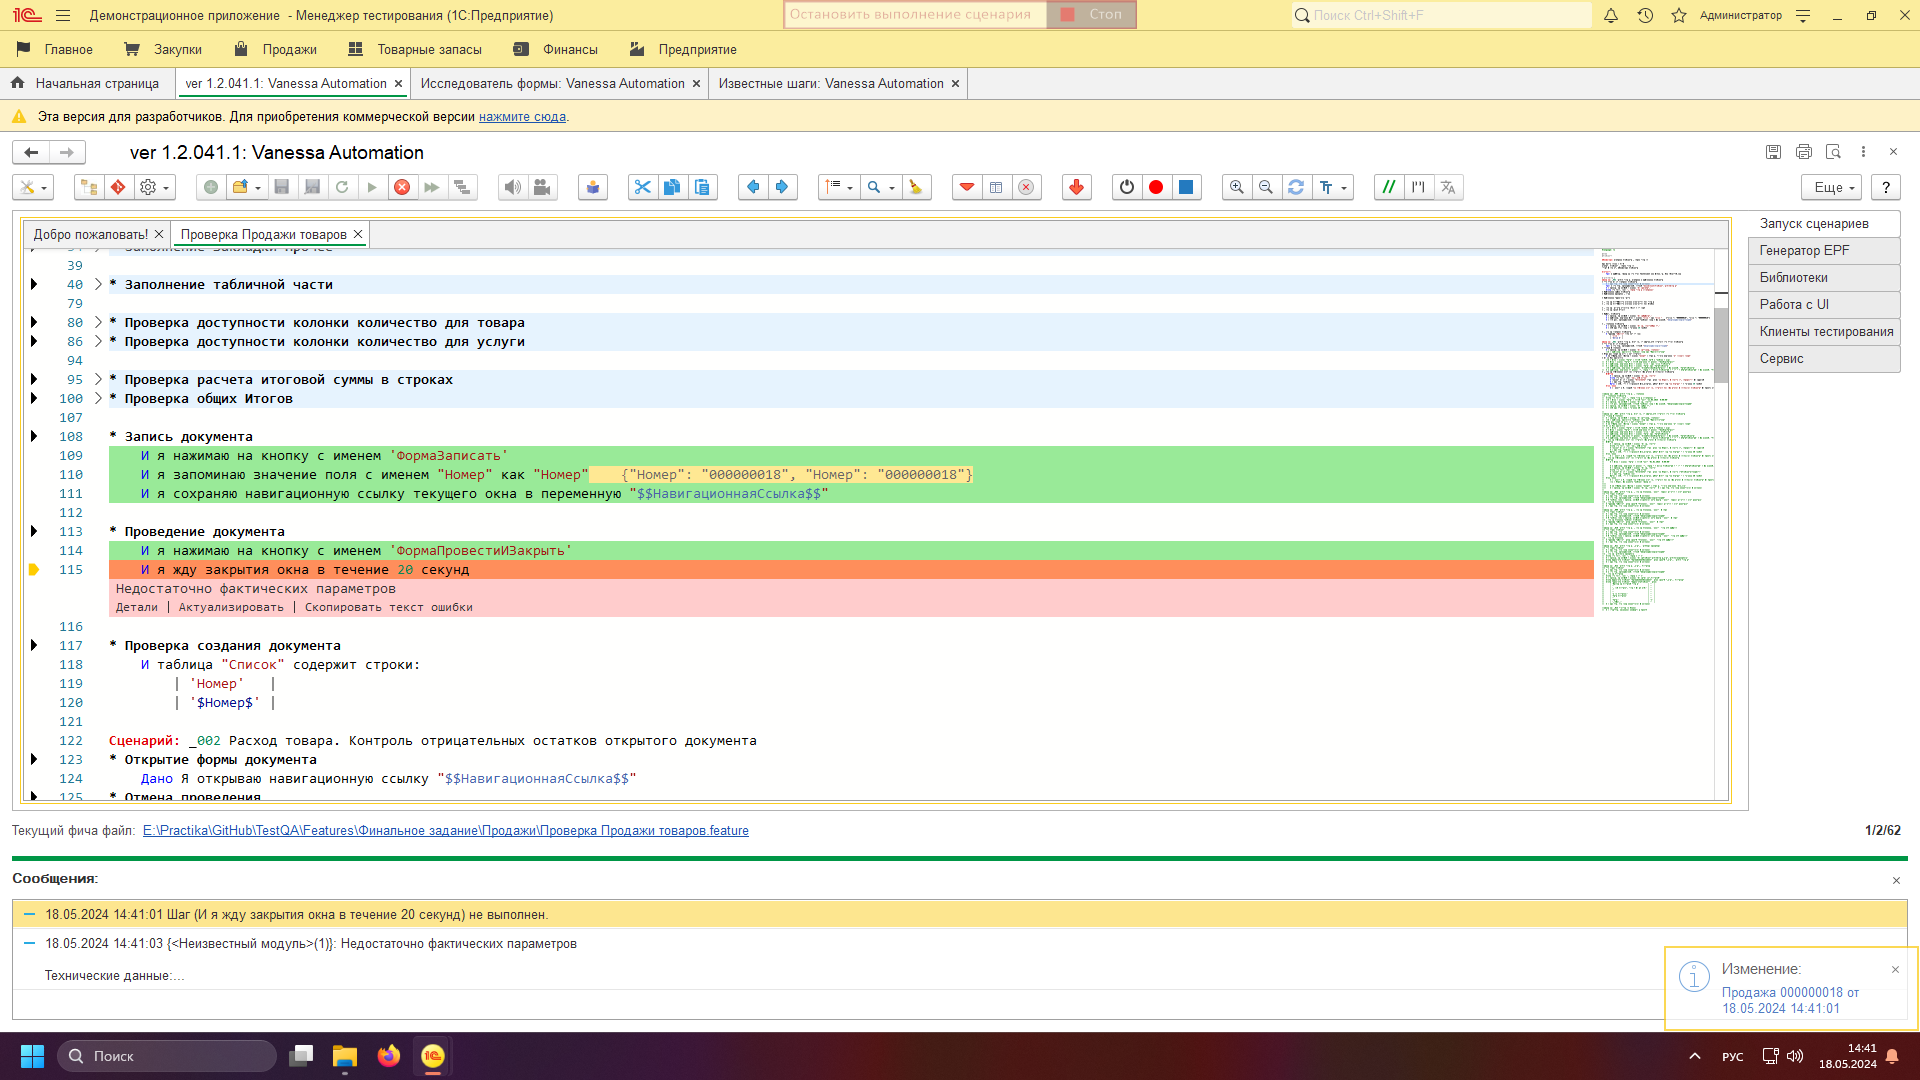 Демонстрационное приложение - Менеджер тестирования (1С:Предприятие)
Остановить выполнение сценария Стоп
Поиск Ctrl+Shift+F
Администратор
Главное Закупки Продажи Товарные запасы Финансы Предприятие
Начальная страница
ver 1.2.041.1: Vanessa Automation
Исследователь формы: Vanessa Automation
Известные шаги: Vanessa Automation
Эта версия для разработчиков. Для приобретения коммерческой версии нажмите сюда.
ver 1.2.041.1: Vanessa Automation
Еще ?
Добро пожаловать! Проверка Продажи товаров
39
40 * Заполнение табличной части
79
80 * Проверка доступности колонки количество для товара
86 * Проверка доступности колонки количество для услуги
94
95 * Проверка расчета итоговой суммы в строках
100 * Проверка общих Итогов
107
108 * Запись документа
109 И я нажимаю на кнопку с именем 'ФормаЗаписать'
110 И я запоминаю значение поля с именем "Номер" как "Номер" {"Номер": "000000018", "Номер": "000000018"}
111 И я сохраняю навигационную ссылку текущего окна в переменную "$$НавигационнаяСсылка$$"
112
113 * Проведение документа
114 И я нажимаю на кнопку с именем 'ФормаПровестиИЗакрыть'
115 И я жду закрытия окна в течение 20 секунд
Недостаточно фактических параметров
Детали | Актуализировать | Скопировать текст ошибки
116
117 * Проверка создания документа
118 И таблица "Список" содержит строки:
119 | 'Номер' |
120 | '$Номер$' |
121
122 Сценарий: _002 Расход товара. Контроль отрицательных остатков открытого документа
123 * Открытие формы документа
124 Дано Я открываю навигационную ссылку "$$НавигационнаяСсылка$$"
125 * Отмена проведения
Запуск сценариев
Генератор EPF
Библиотеки
Работа с UI
Клиенты тестирования
Сервис
Текущий фича файл: E:\Practika\GitHub\TestQA\Features\Финальное задание\Продажи\Проверка Продажи товаров.feature
1/2/62
Сообщения:
18.05.2024 14:41:01 Шаг (И я жду закрытия окна в течение 20 секунд) не выполнен.
18.05.2024 14:41:03 {<Неизвестный модуль>(1)}: Недостаточно фактических параметров
Технические данные:...
Изменение:
Продажа 000000018 от
18.05.2024 14:41:01
Поиск
РУС
14:41
18.05.2024